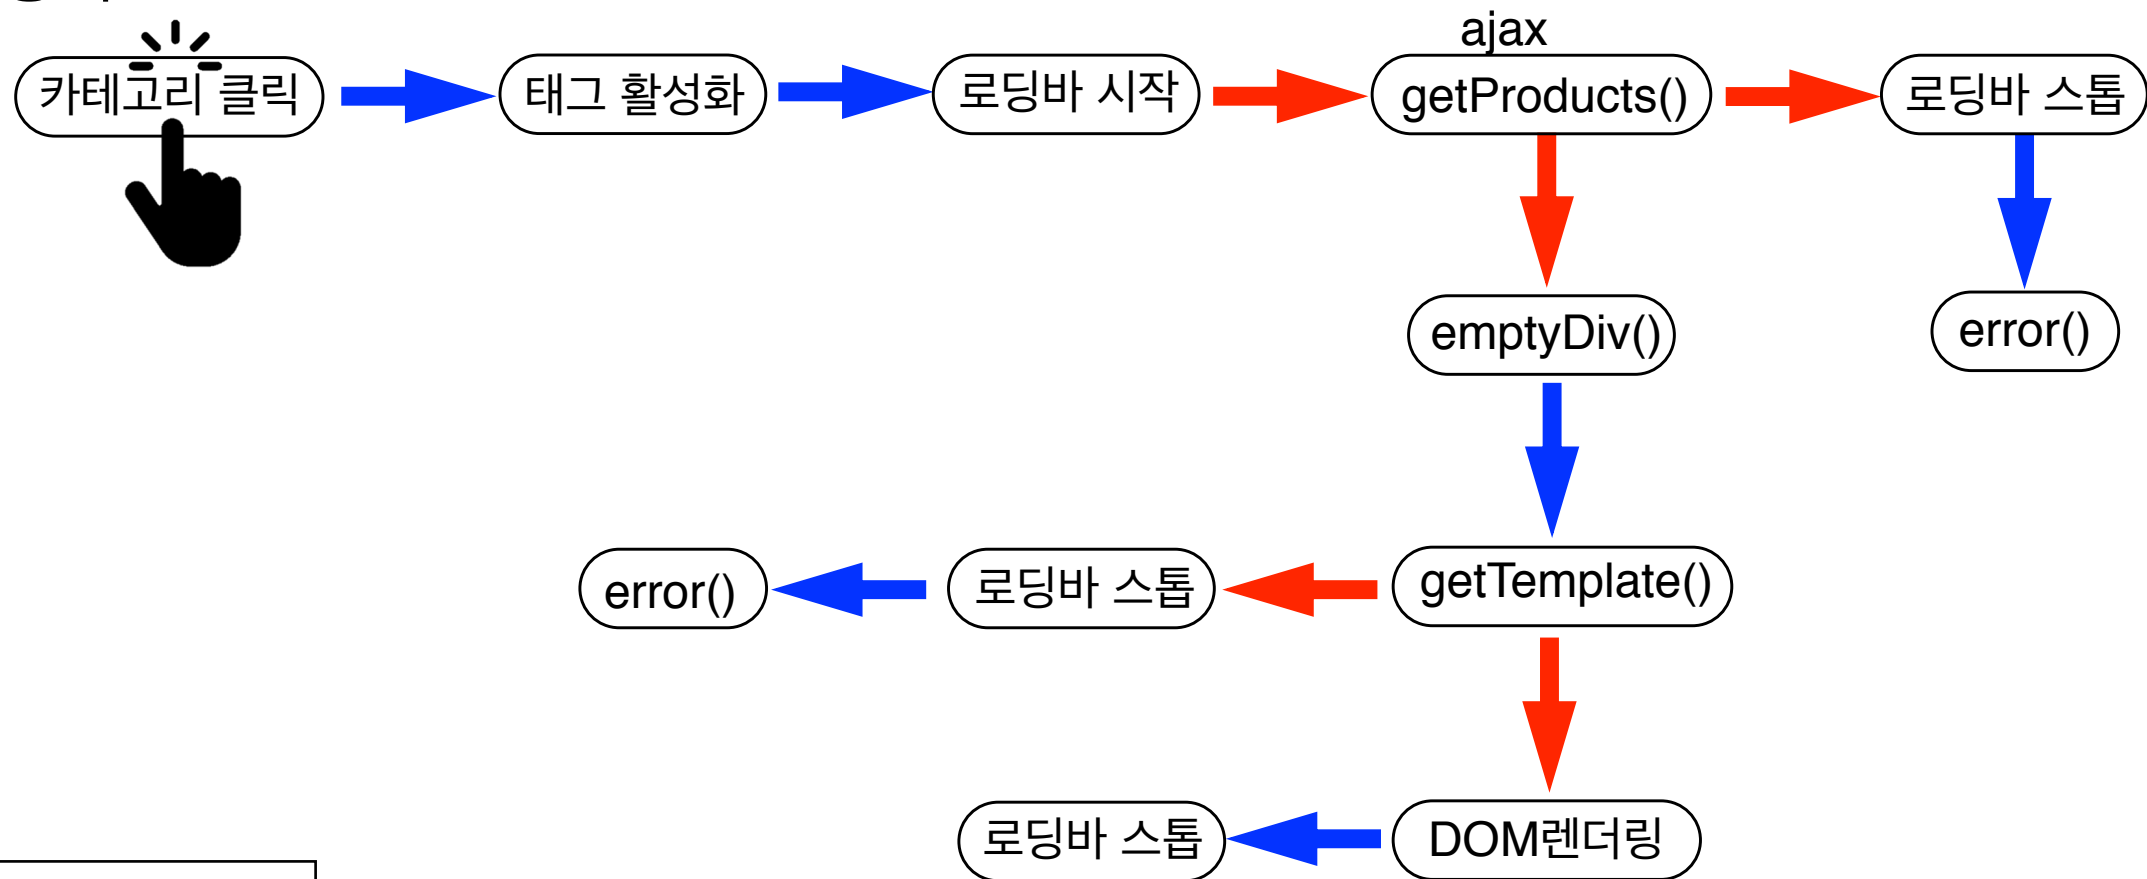 ajax
카테고리 클릭
태그 활성화
로딩바 시작
getProducts()
로딩바 스톱
emptyDiv()
error()
error()
로딩바 스톱
getTemplate()
로딩바 스톱
DOM렌더링